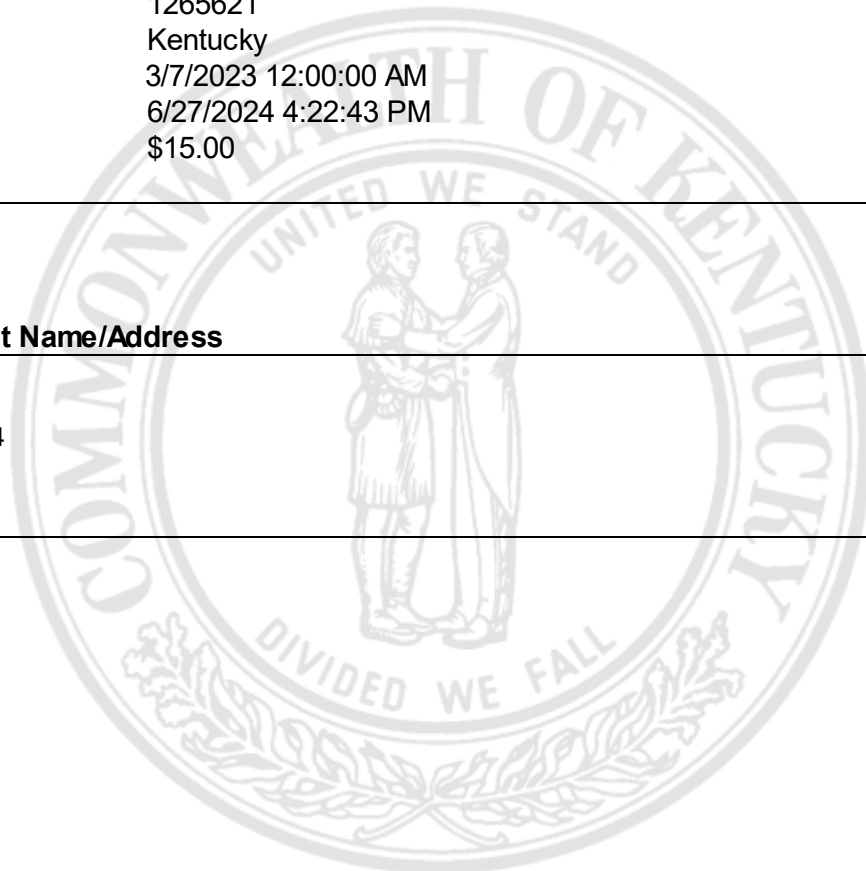 1265621
Kentucky
3/7/2023 12:00:00 AM
6/27/2024 4:22:43 PM
$15.00
COMMONWEALTH OF KENTUCKY
UNITED WE STAND
t Name/Address
4
DIVIDED WE FALL